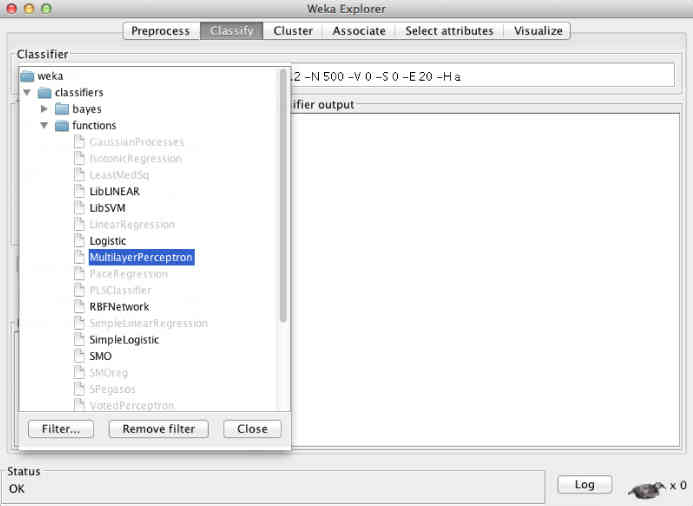 Weka Explorer
Preprocess Classify Cluster Associate Select attributes Visualize
Classifier
.2 –N 500 –V 0 –S 0 –E 20 –H a
weka
classifiers
bayes
functions
GaussianProcesses
IsotonicRegression
LeastMedSq
LibLINEAR
LibSVM
LinearRegression
Logistic
MultilayerPerceptron
PaceRegression
PLSClassifier
RBFNetwork
SimpleLinearRegression
SimpleLogistic
SMO
SMOreg
SPegasos
VotedPerceptron
Filter... Remove filter Close
sifier output
Status
OK
Log
x 0